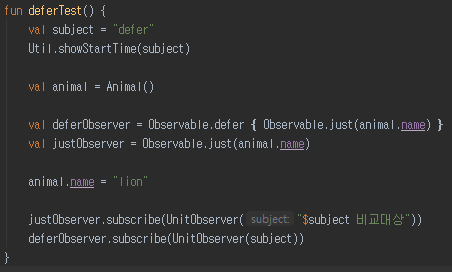 fun deferTest() {
val subject = "defer"
Util.showStartTime(subject)
val animal = Animal()
val deferObserver = Observable.defer { Observable.just(animal.name) }
val justObserver = Observable.just(animal.name)
animal.name = "lion"
justObserver.subscribe(UnitObserver( subject: "$subject 비교대상"))
deferObserver.subscribe(UnitObserver(subject))
}